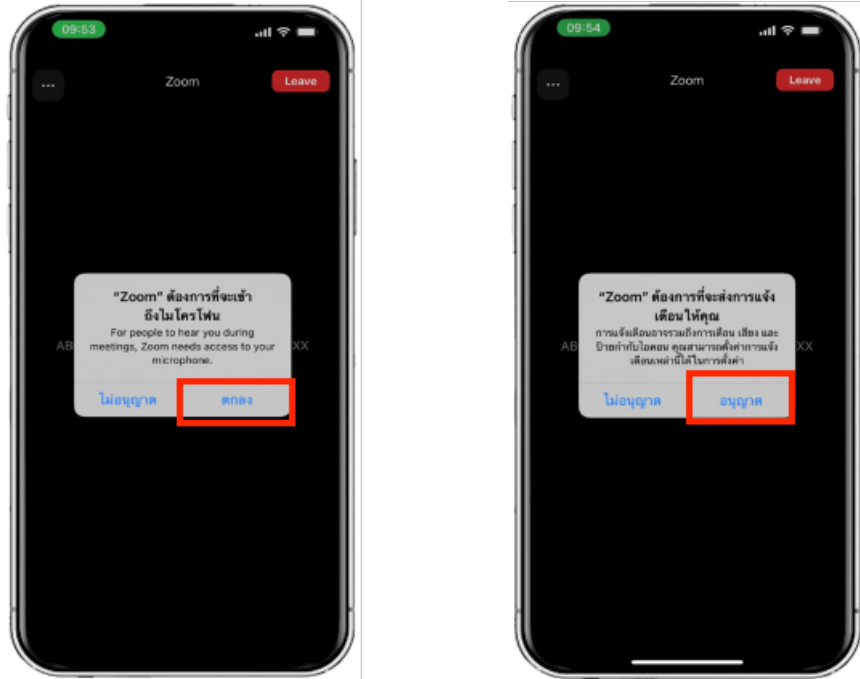 09:53
...
Zoom
Leave
"Zoom" ต้องการที่จะเข้า
ถึงไมโครโฟน
For people to hear you during
meetings, Zoom needs access to your
microphone.
AB
XX
ไม่อนุญาต
ตกลง
09:54
...
Zoom
Leave
"Zoom" ต้องการที่จะส่งการแจ้ง
เตือนให้คุณ
การแจ้งเตือนอาจรวมถึงการเตือน เสียง และ
ป้ายกำกับไอคอน คุณสามารถตั้งค่าการแจ้ง
เตือนเหล่านี้ได้ในการตั้งค่า
AB
XX
ไม่อนุญาต
อนุญาต